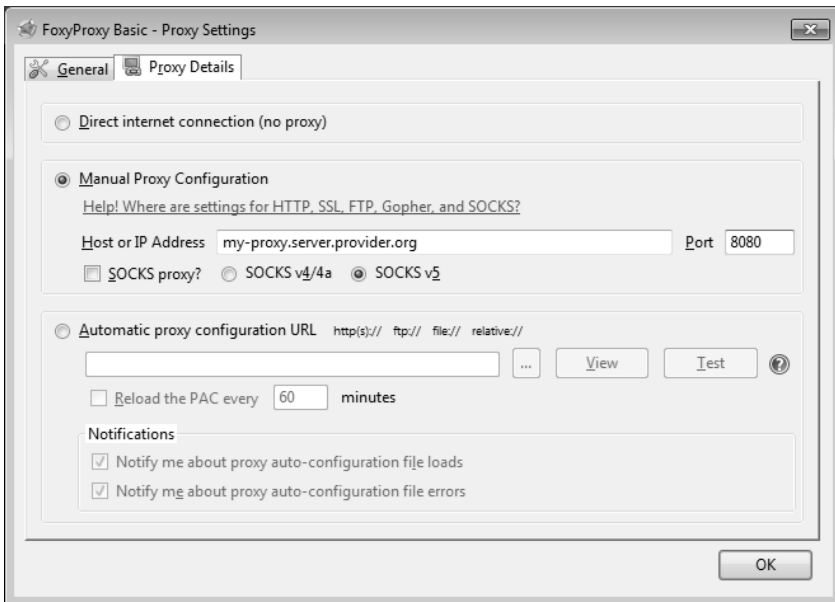 FoxyProxy Basic - Proxy Settings
General Proxy Details
Direct internet connection (no proxy)
Manual Proxy Configuration
Help! Where are settings for HTTP, SSL, FTP, Gopher, and SOCKS?
Host or IP Address my-proxy.server.provider.org Port 8080
SOCKS proxy? SOCKS v4/4a SOCKS v5
Automatic proxy configuration URL http(s):// ftp:// file:// relative://
... View Test
Reload the PAC every 60 minutes
Notifications
Notify me about proxy auto-configuration file loads
Notify me about proxy auto-configuration file errors
OK